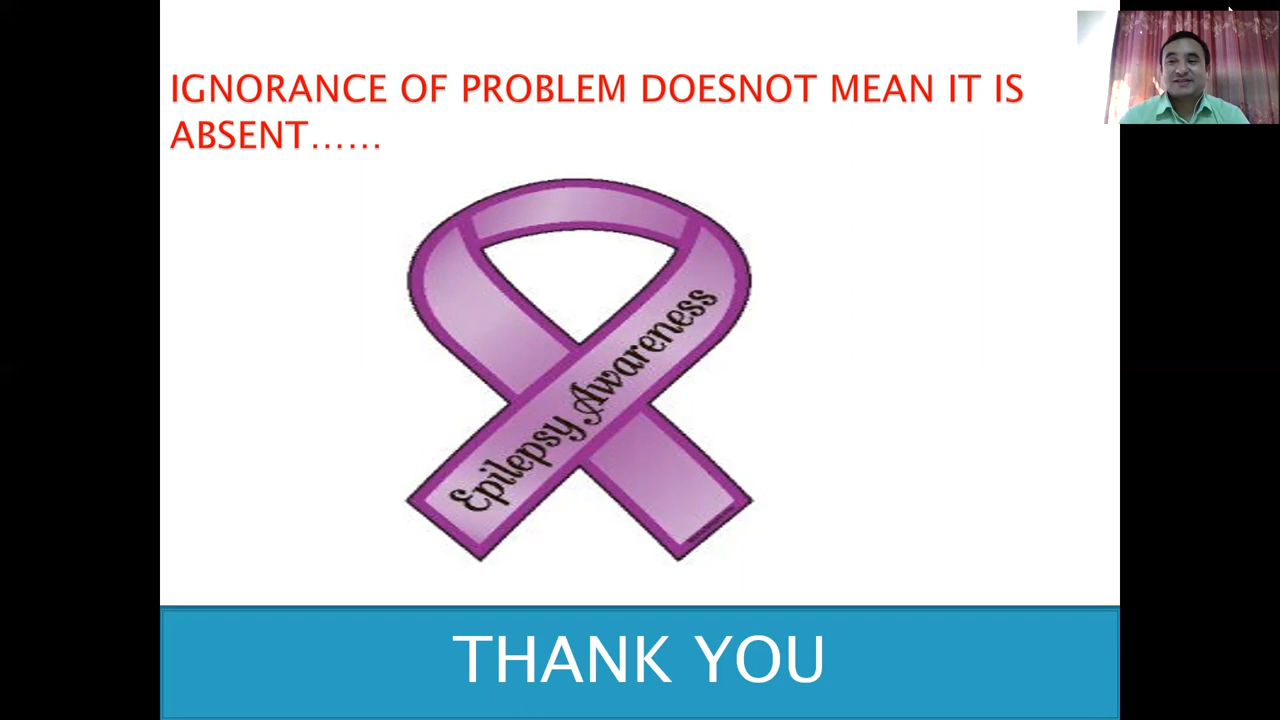 IGNORANCE OF PROBLEM DOESNOT MEAN IT IS
ABSENT......
Epilepsy Awareness
THANK YOU